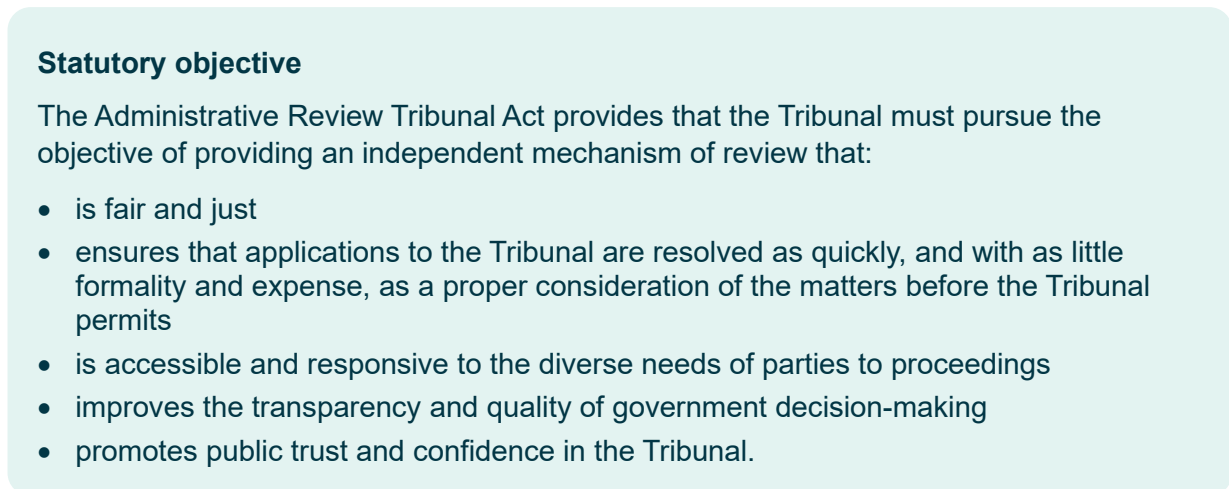 Statutory objective
The Administrative Review Tribunal Act provides that the Tribunal must pursue the
objective of providing an independent mechanism of review that:
• is fair and just
• ensures that applications to the Tribunal are resolved as quickly, and with as little
formality and expense, as a proper consideration of the matters before the Tribunal
permits
• is accessible and responsive to the diverse needs of parties to proceedings
• improves the transparency and quality of government decision-making
• promotes public trust and confidence in the Tribunal.